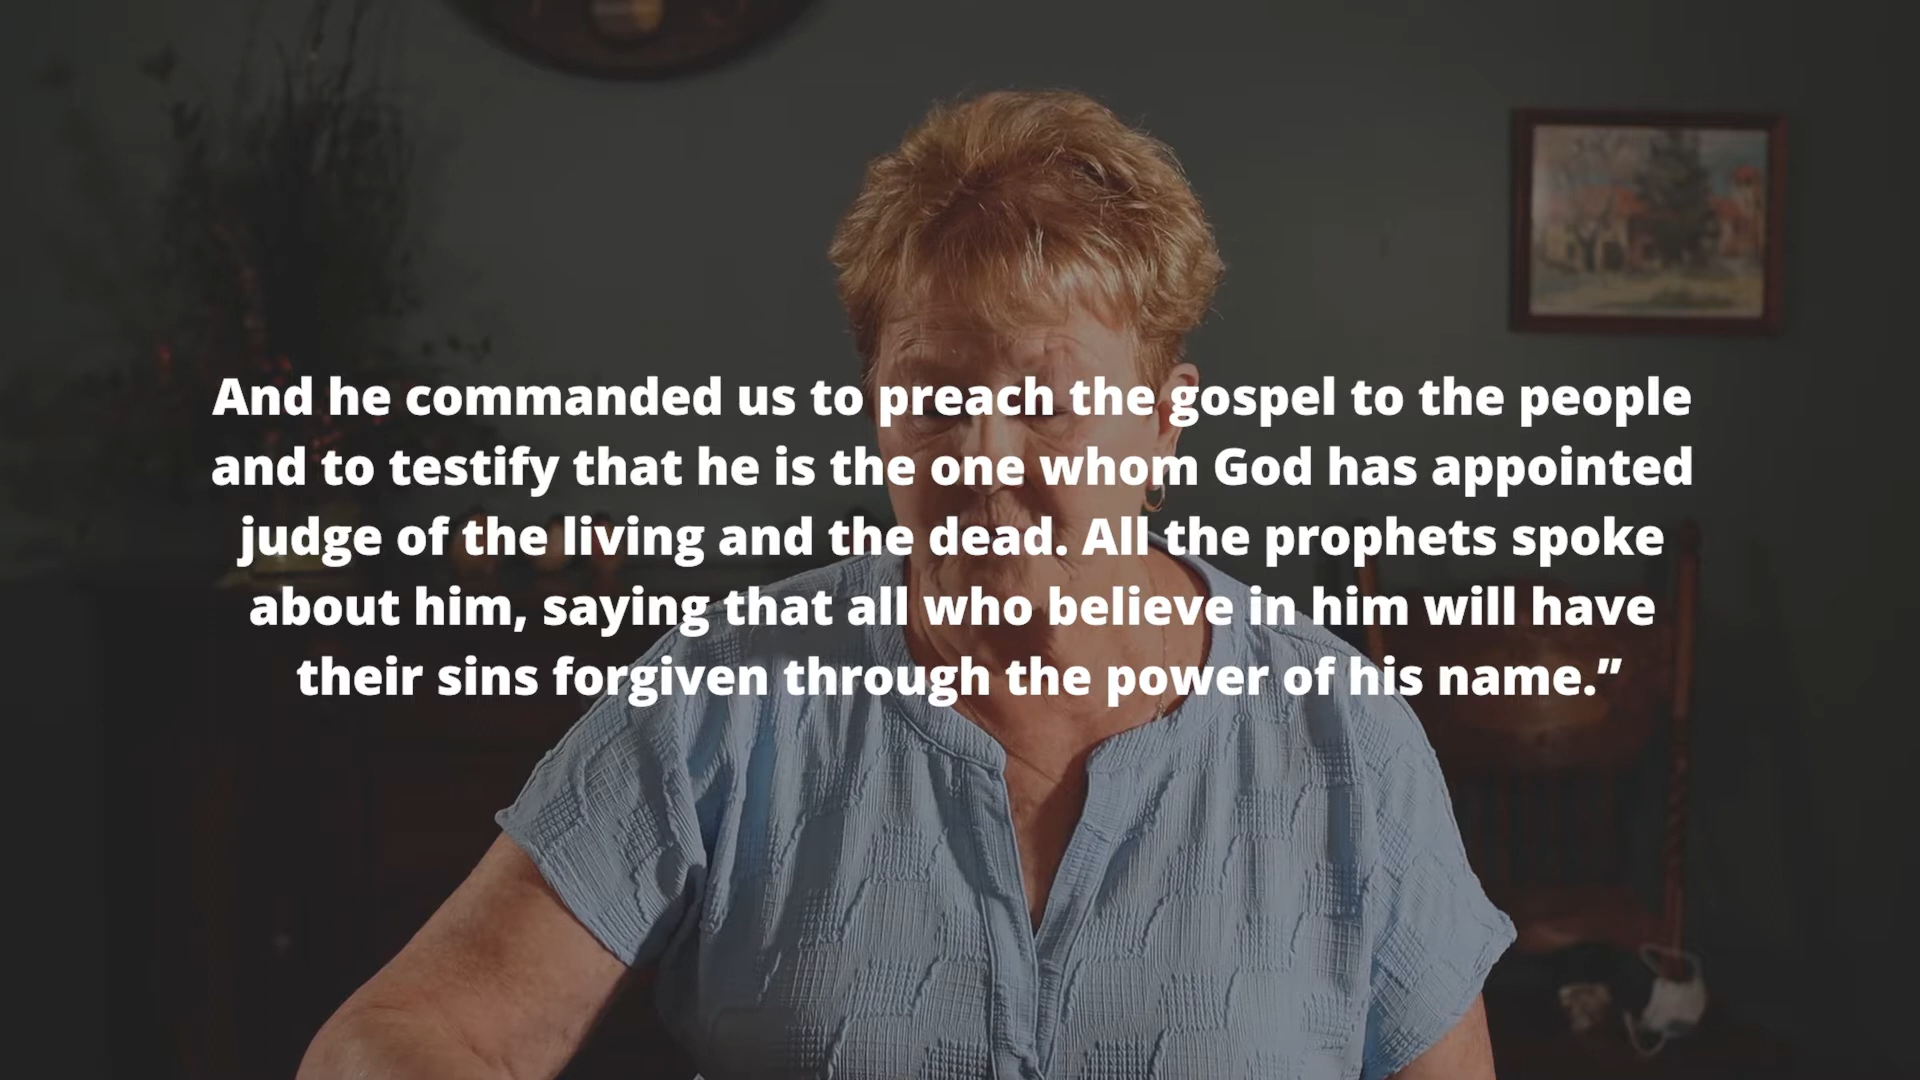 And he commanded us to preach the gospel to the people
and to testify that he is the one whom God has appointed
judge of the living and the dead. All the prophets spoke
about him, saying that all who believe in him will have
their sins forgiven through the power of his name.”